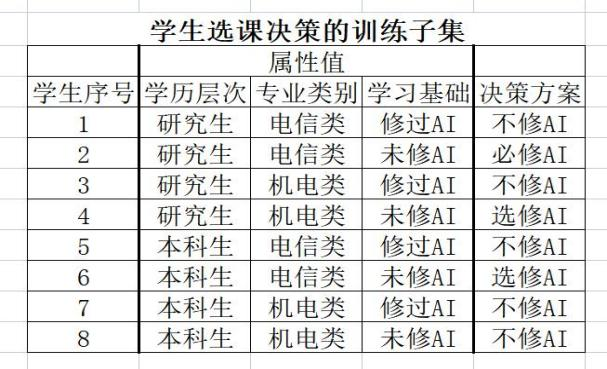 学生选课决策的训练子集
属性值
学生序号 学历层次 专业类别 学习基础 决策方案
1 研究生 电信类 修过AI 不修AI
2 研究生 电信类 未修AI 必修AI
3 研究生 机电类 修过AI 不修AI
4 研究生 机电类 未修AI 选修AI
5 本科生 电信类 修过AI 不修AI
6 本科生 电信类 未修AI 选修AI
7 本科生 机电类 修过AI 不修AI
8 本科生 机电类 未修AI 不修AI